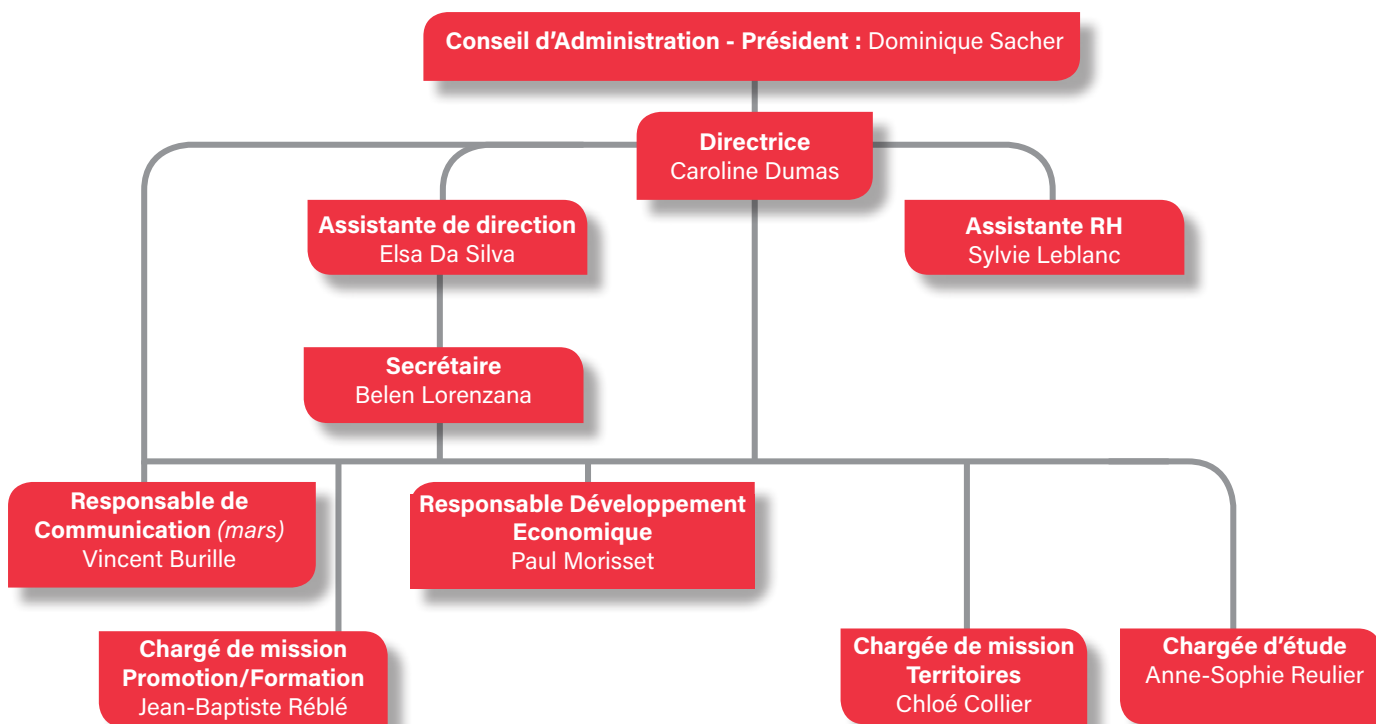 Conseil d'Administration - Président : Dominique Sacher
Directrice
Caroline Dumas
Assistante de direction
Elsa Da Silva
Assistante RH
Sylvie Leblanc
Secrétaire
Belen Lorenzana
Responsable de
Communication (mars)
Vincent Burille
Responsable Développement
Economique
Paul Morisset
Chargé de mission
Promotion/Formation
Jean-Baptiste Réblé
Chargée de mission
Territoires
Chloé Collier
Chargée d'étude
Anne-Sophie Reulier